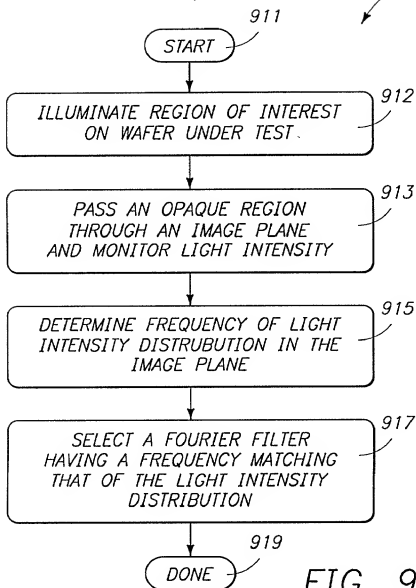 911
START
912
ILLUMINATE REGION OF INTEREST
ON WAFER UNDER TEST.
913
PASS AN OPAQUE REGION
THROUGH AN IMAGE PLANE
AND MONITOR LIGHT INTENSITY
915
DETERMINE FREQUENCY OF LIGHT
INTENSITY DISTRUBUTION IN THE
IMAGE PLANE
917
SELECT A FOURIER FILTER
HAVING A FREQUENCY MATCHING
THAT OF THE LIGHT INTENSITY
DISTRIBUTION
919
DONE
FIG. 9